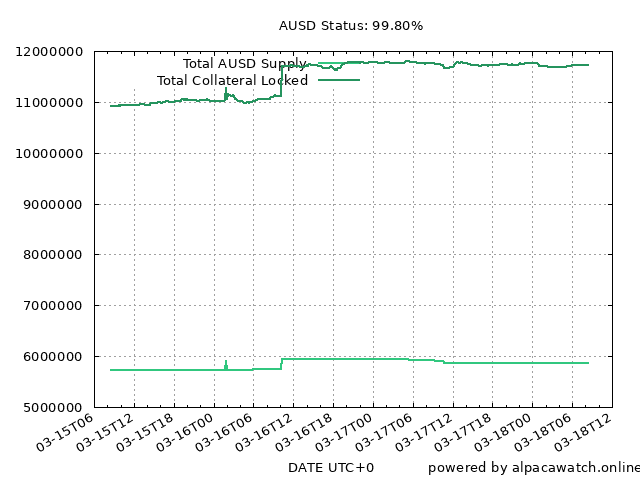 AUSD Status: 99.80%
12000000
Total AUSD Supply
Total Collateral Locked
11000000
10000000
9000000
8000000
7000000
6000000
5000000
03-15T06
03-15T12
03-15T18
03-16T00
03-16T06
03-16T12
03-16T18
03-17T00
03-17T06
03-17T12
03-17T18
03-18T00
03-18T06
03-18T12
DATE UTC+0
powered by alpacawatch.online